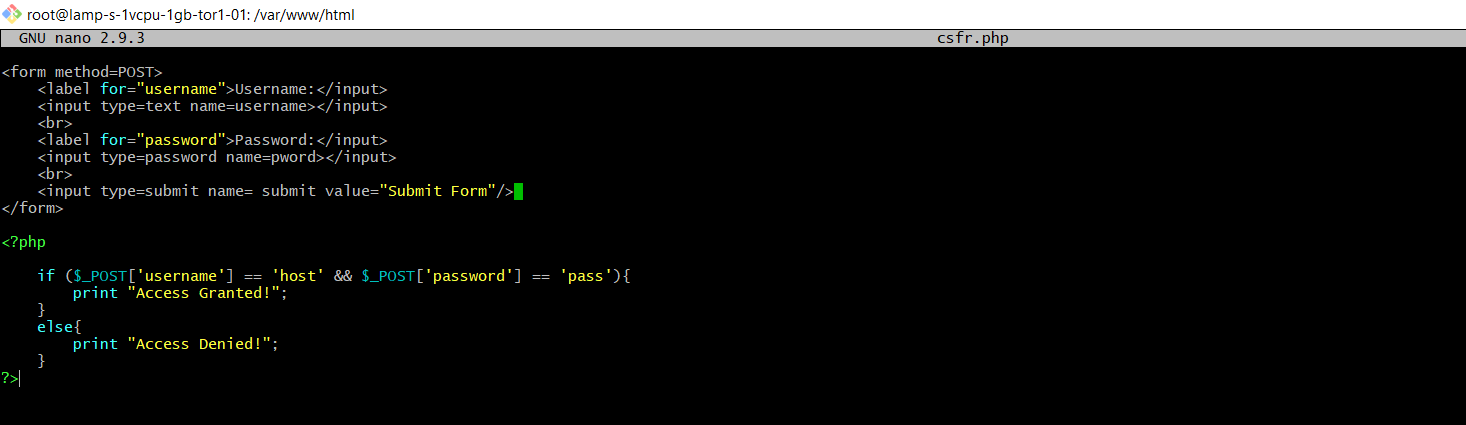 root@lamp-s-1vcpu-1gb-tor1-01: /var/www/html
GNU nano 2.9.3 csfr.php
<form method=POST>
    <label for="username">Username:</input>
    <input type=text name=username></input>
    <br>
    <label for="password">Password:</input>
    <input type=password name=pword></input>
    <br>
    <input type=submit name= submit value="Submit Form"/>
</form>
<?php
    if ($_POST['username'] == 'host' && $_POST['password'] == 'pass'){
        print "Access Granted!";
    }
    else{
        print "Access Denied!";
    }
?>